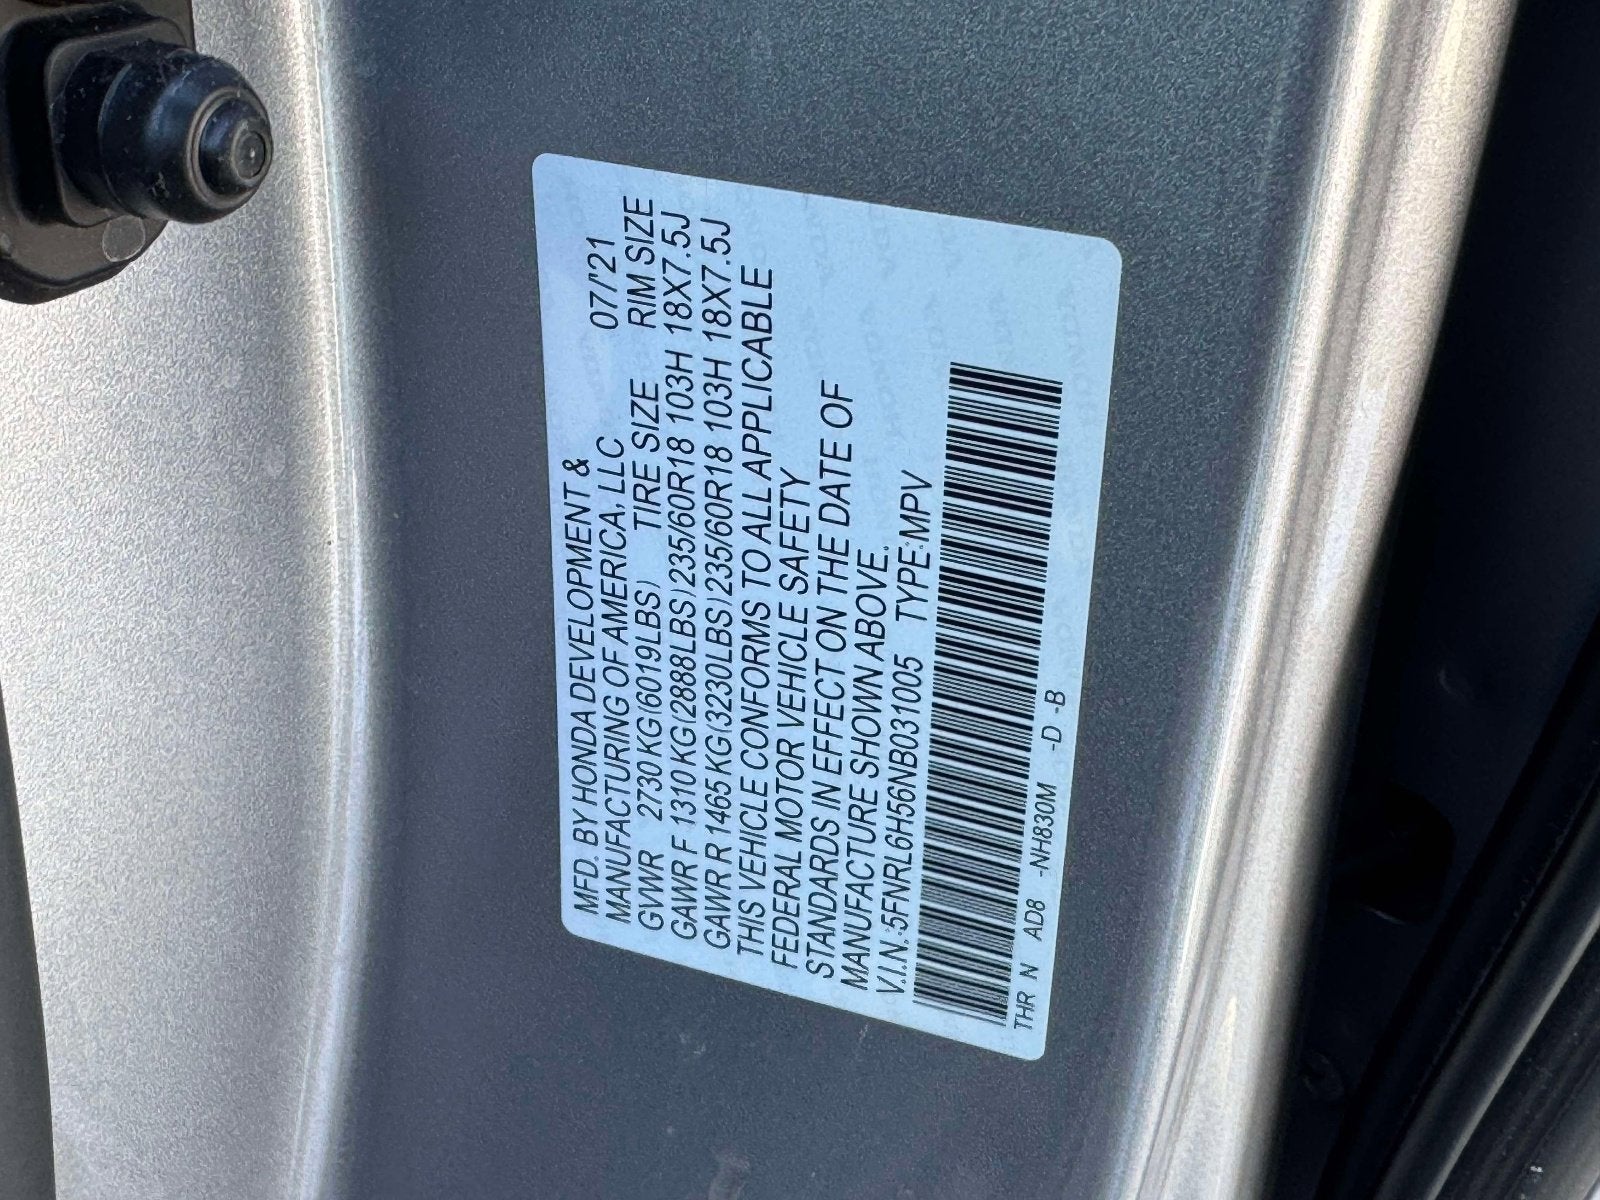 MFD. BY HONDA DEVELOPMENT &
MANUFACTURING OF AMERICA, LLC 07/'21
GVWR 2730 KG(6019LBS) TIRE SIZE RIM SIZE
GAWR F 1310 KG(2888LBS) 235/60R18 103H 18X7.5J
GAWR R 1465 KG(3230LBS) 235/60R18 103H 18X7.5J
THIS VEHICLE CONFORMS TO ALL APPLICABLE
FEDERAL MOTOR VEHICLE SAFETY
STANDARDS IN EFFECT ON THE DATE OF
MANUFACTURE SHOWN ABOVE.
V.I.N.:5FNRL6H56NB031005 TYPE:MPV
THR N AD8 -NH830M -D -B